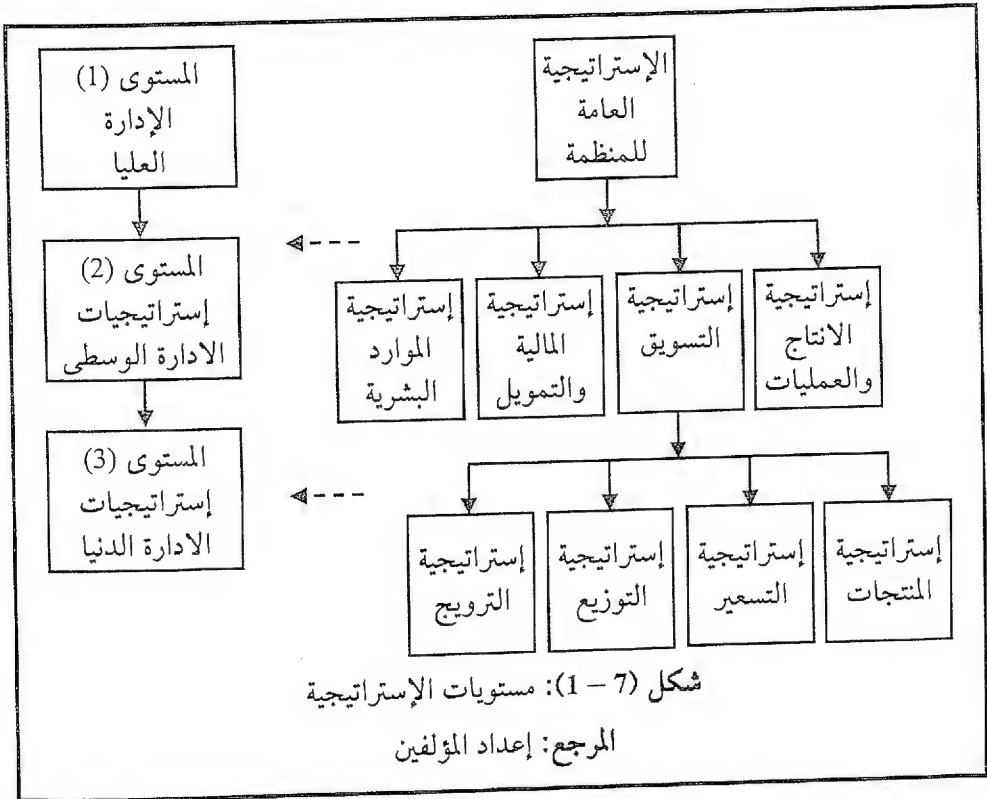 الإستراتيجية
العامة
للمنظمة
المستوى (1)
الإدارة
العليا
إستراتيجية
الانتاج
والعمليات
إستراتيجية
التسويق
إستراتيجية
المالية
والتمويل
إستراتيجية
الموارد
البشرية
المستوى (2)
إستراتيجيات
الادارة الوسطى
إستراتيجية
المنتجات
إستراتيجية
التسعير
إستراتيجية
التوزيع
إستراتيجية
الترويج
المستوى (3)
إستراتيجيات
الادارة الدنيا
شكل (7 – 1): مستويات الإستراتيجية
المرجع: إعداد المؤلفين